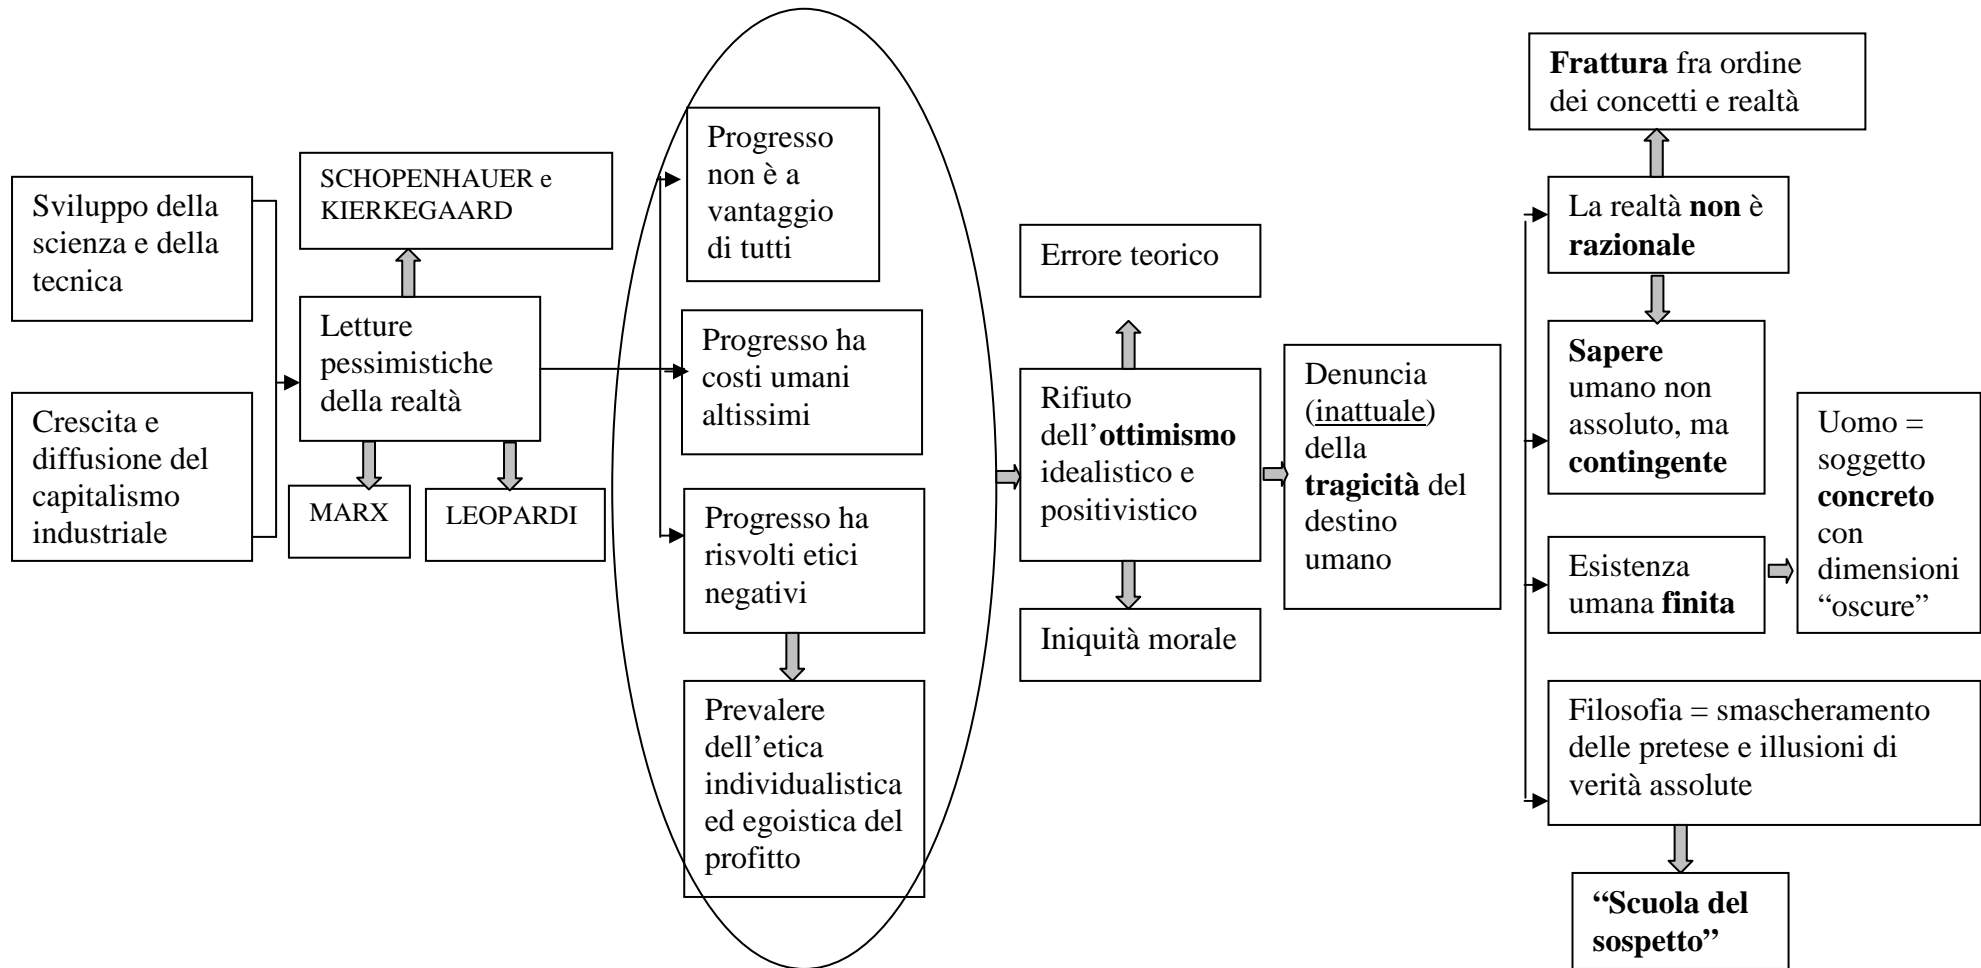 Sviluppo della
scienza e della
tecnica
Crescita e
diffusione del
capitalismo
industriale
SCHOPENHAUER e
KIERKEGAARD
Letture
pessimistiche
della realtà
MARX
LEOPARDI
Progresso
non è a
vantaggio
di tutti
Progresso ha
costi umani
altissimi
Progresso ha
risvolti etici
negativi
Prevalere
dell’etica
individualistica
ed egoistica del
profitto
Errore teorico
Rifiuto
dell’ottimismo
idealistico e
positivistico
Iniquità morale
Denuncia
(inattuale)
della
tragicità del
destino
umano
Frattura fra ordine
dei concetti e realtà
La realtà non è
razionale
Sapere
umano non
assoluto, ma
contingente
Esistenza
umana finita
Uomo =
soggetto
concreto
con
dimensioni
“oscure”
Filosofia = smascheramento
delle pretese e illusioni di
verità assolute
“Scuola del
sospetto”